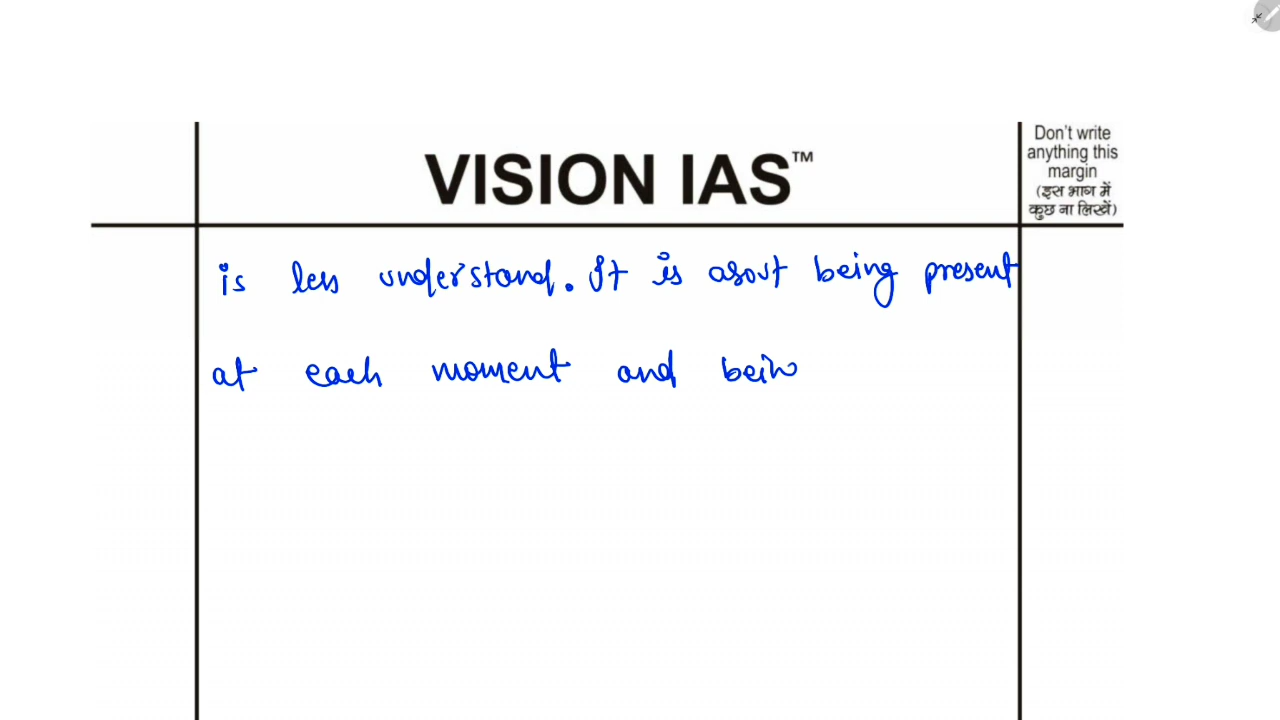 Don't write
anything this
margin
(इस भाग में
कुछ ना लिखें)
VISION IAS™
is less understand. It is about being present
at each moment and bein